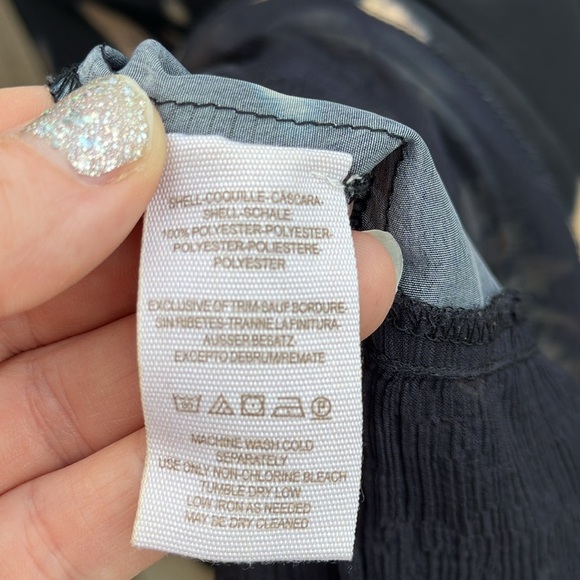 SHELL-COQUILLE-CÁSCARA-
SHELL-SCHALE
100% POLYESTER-POLYESTER-
POLYESTER-POLIESTERE-
POLYESTER
EXCLUSIVE OF TRIM-SAUF BORDURE
SIN RIBETES-TRANNE LA FINITURA-
AUSSER BESATZ
EXCEPTO DEBRUMREMATE
MACHINE WASH COLD
SEPARATELY
USE ONLY NON-CHLORINE BLEACH
TUMBLE DRY LOW
LOW IRON AS NEEDED
MAY BE DRY CLEANED